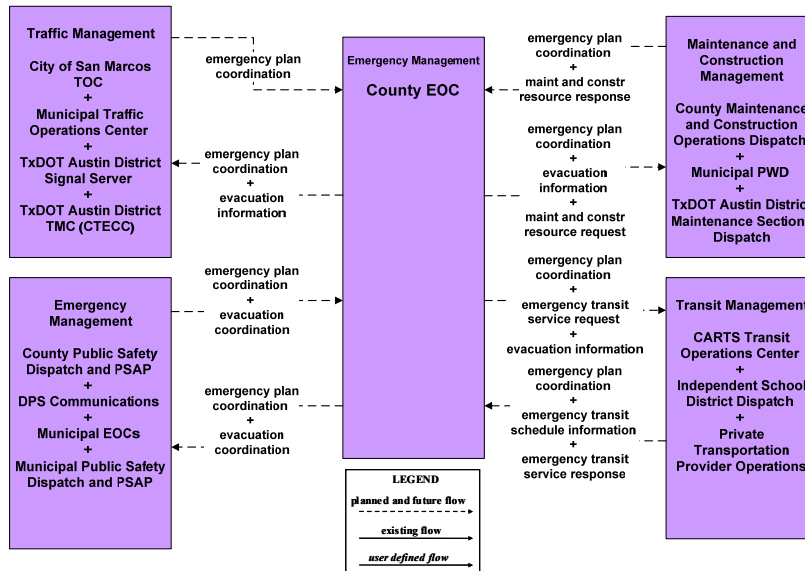 Traffic Management
City of San Marcos
TOC
+
Municipal Traffic
Operations Center
+
TxDOT Austin District
Signal Server
+
TxDOT Austin District
TMC (CTECC)
emergency plan
coordination
emergency plan
coordination
+
evacuation
information
Emergency
Management
County Public Safety
Dispatch and PSAP
+
DPS Communications
+
Municipal EOCs
+
Municipal Public Safety
Dispatch and PSAP
emergency plan
coordination
+
evacuation
coordination
emergency plan
coordination
+
evacuation
coordination
Emergency Management
County EOC
emergency plan
coordination
+
maint and constr
resource response
emergency plan
coordination
+
evacuation
information
+
maint and constr
resource request
Maintenance and
Construction
Management
County Maintenance
and Construction
Operations Dispatch
+
Municipal PWD
+
TxDOT Austin District
Maintenance Section
Dispatch
emergency plan
coordination
+
emergency transit
service request
+
evacuation information
emergency plan
coordination
+
emergency transit
schedule information
+
emergency transit
service response
Transit Management
CARTS Transit
Operations Center
+
Independent School
District Dispatch
+
Private
Transportation
Provider Operations
LEGEND
planned and future flow
existing flow
user defined flow